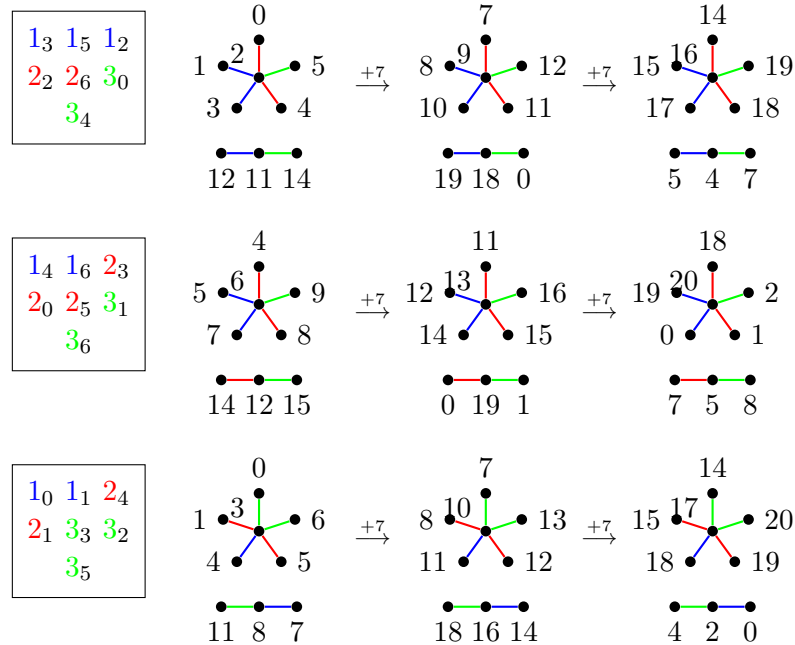 0 7 14
1₃ 1₅ 1₂ 1 2 5 8 9 12 15 16 19
2₂ 2₆ 3₀ +7 → +7 →
3₄ 3 4 10 11 17 18
12 11 14 19 18 0 5 4 7
4 11 18
1₄ 1₆ 2₃ 5 6 9 12 13 16 19 20 2
2₀ 2₅ 3₁ +7 → +7 →
3₆ 7 8 14 15 0 1
14 12 15 0 19 1 7 5 8
0 7 14
1₀ 1₁ 2₄ 1 3 6 8 10 13 15 17 20
2₁ 3₃ 3₂ +7 → +7 →
3₅ 4 5 11 12 18 19
11 8 7 18 16 14 4 2 0